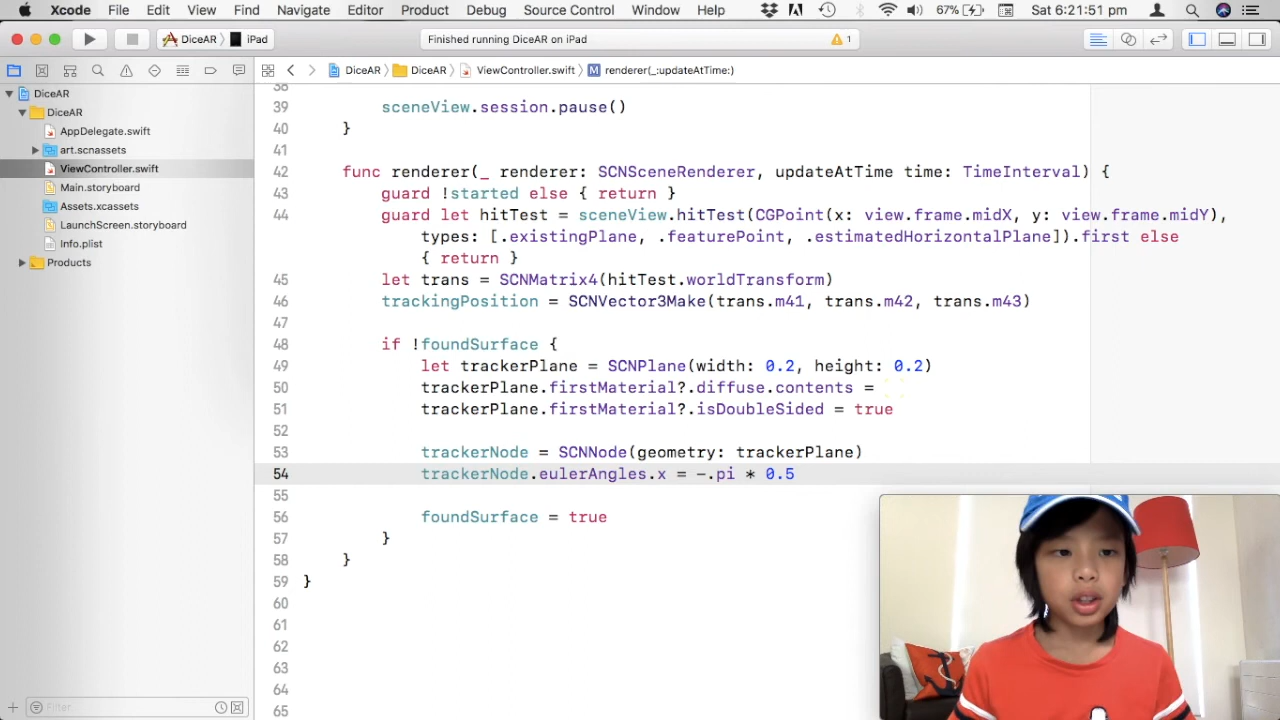 Xcode File Edit View Find Navigate Editor Product Debug Source Control Window Help 67% Sat 6:21:51 pm
DiceAR iPad Finished running DiceAR on iPad 1
DiceAR DiceAR ViewController.swift M renderer(_:updateAtTime:)
DiceAR
DiceAR
AppDelegate.swift
art.scnassets
ViewController.swift
Main.storyboard
Assets.xcassets
LaunchScreen.storyboard
Info.plist
Products
Filter
38
39 sceneView.session.pause()
40 }
41
42 func renderer(_ renderer: SCNSceneRenderer, updateAtTime time: TimeInterval) {
43 guard !started else { return }
44 guard let hitTest = sceneView.hitTest(CGPoint(x: view.frame.midX, y: view.frame.midY),
types: [.existingPlane, .featurePoint, .estimatedHorizontalPlane]).first else
{ return }
45 let trans = SCNMatrix4(hitTest.worldTransform)
46 trackingPosition = SCNVector3Make(trans.m41, trans.m42, trans.m43)
47
48 if !foundSurface {
49 let trackerPlane = SCNPlane(width: 0.2, height: 0.2)
50 trackerPlane.firstMaterial?.diffuse.contents =
51 trackerPlane.firstMaterial?.isDoubleSided = true
52
53 trackerNode = SCNNode(geometry: trackerPlane)
54 trackerNode.eulerAngles.x = -.pi * 0.5
55
56 foundSurface = true
57 }
58 }
59 }
60
61
62
63
64
65